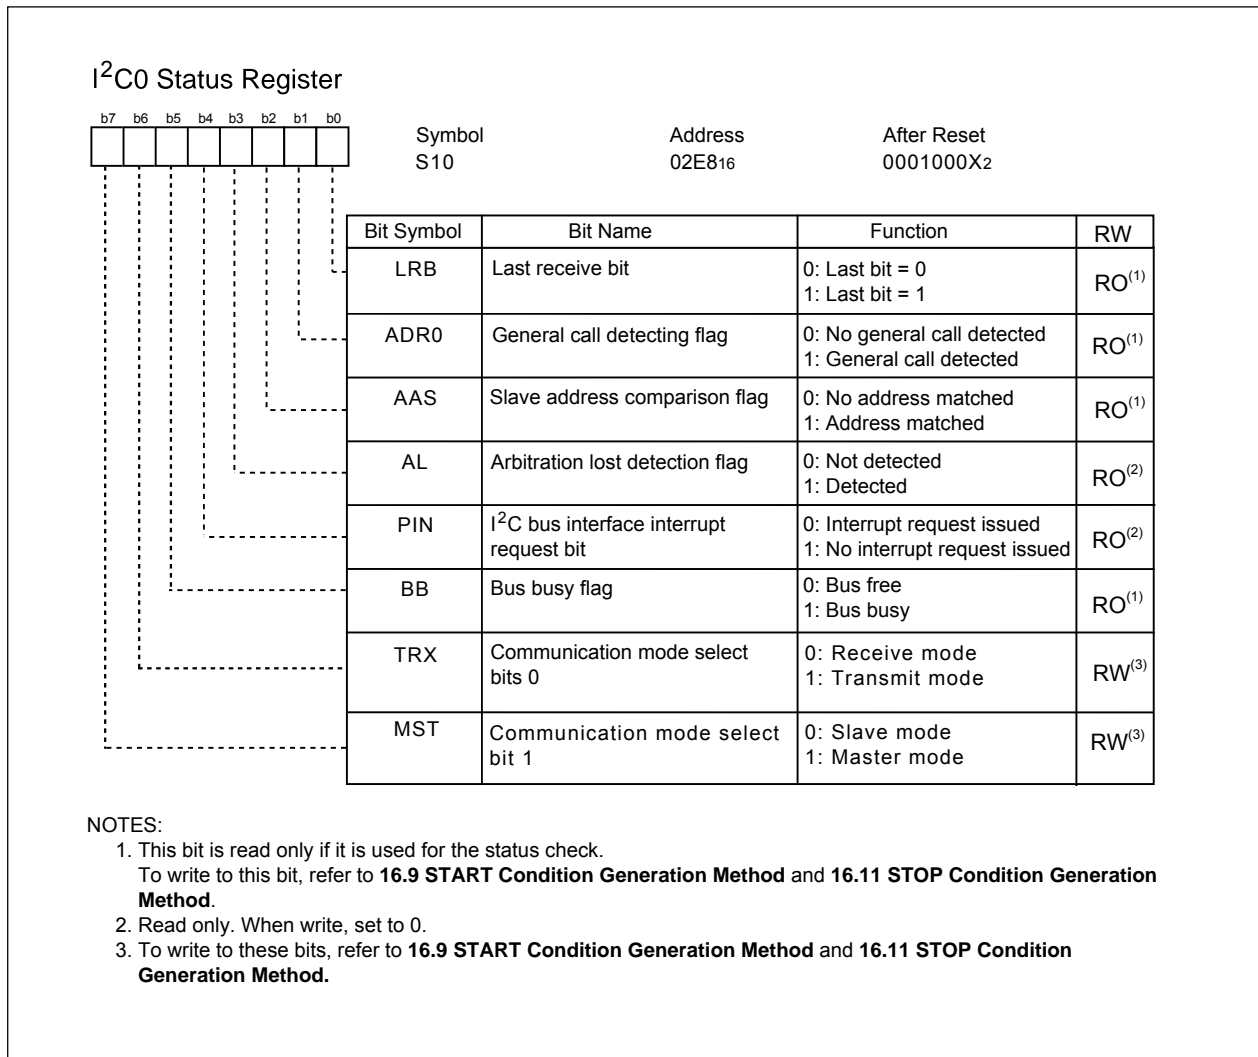 I2C0 Status Register
b7 b6 b5 b4 b3 b2 b1 b0
Symbol Address After Reset
S10 02E816 0001000X2
Bit Symbol Bit Name Function RW
LRB Last receive bit 0: Last bit = 0
1: Last bit = 1 RO(1)
ADR0 General call detecting flag 0: No general call detected
1: General call detected RO(1)
AAS Slave address comparison flag 0: No address matched
1: Address matched RO(1)
AL Arbitration lost detection flag 0: Not detected
1: Detected RO(2)
PIN I2C bus interface interrupt 0: Interrupt request issued
request bit 1: No interrupt request issued RO(2)
BB Bus busy flag 0: Bus free
1: Bus busy RO(1)
TRX Communication mode select 0: Receive mode
bits 0 1: Transmit mode RW(3)
MST Communication mode select 0: Slave mode
bit 1 1: Master mode RW(3)
NOTES:
1. This bit is read only if it is used for the status check.
To write to this bit, refer to 16.9 START Condition Generation Method and 16.11 STOP Condition Generation
Method.
2. Read only. When write, set to 0.
3. To write to these bits, refer to 16.9 START Condition Generation Method and 16.11 STOP Condition
Generation Method.